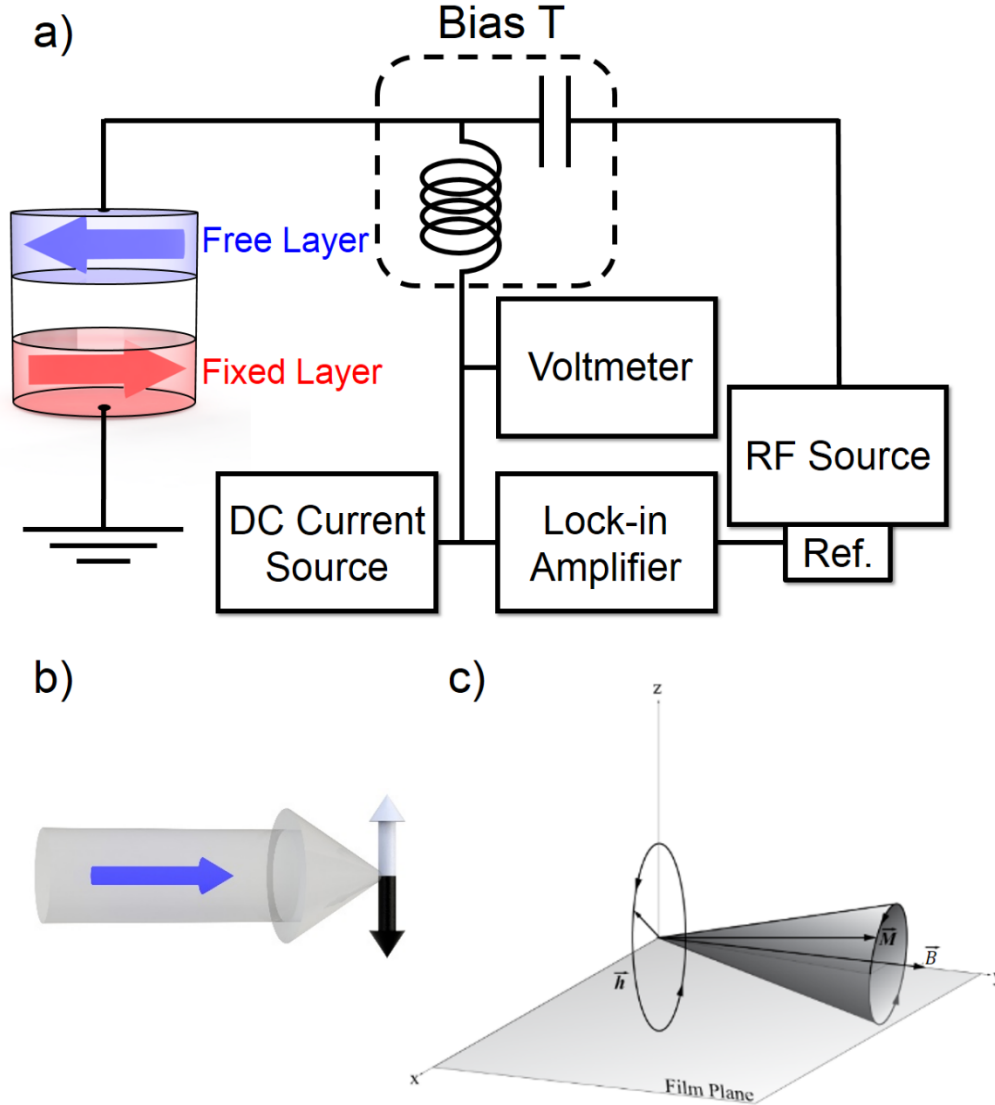 a)
Bias T
Free Layer
Fixed Layer
Voltmeter
RF Source
DC Current
Source
Lock-in
Amplifier
Ref.
b)
c)
z
M
B
h
y
x
Film Plane